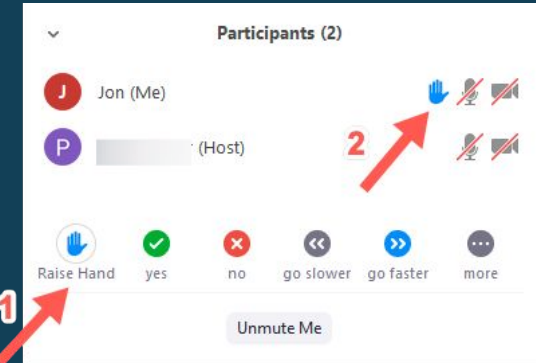 Participants (2)
J Jon (Me)
P (Host)
2
Raise Hand yes no go slower go faster more
1
Unmute Me